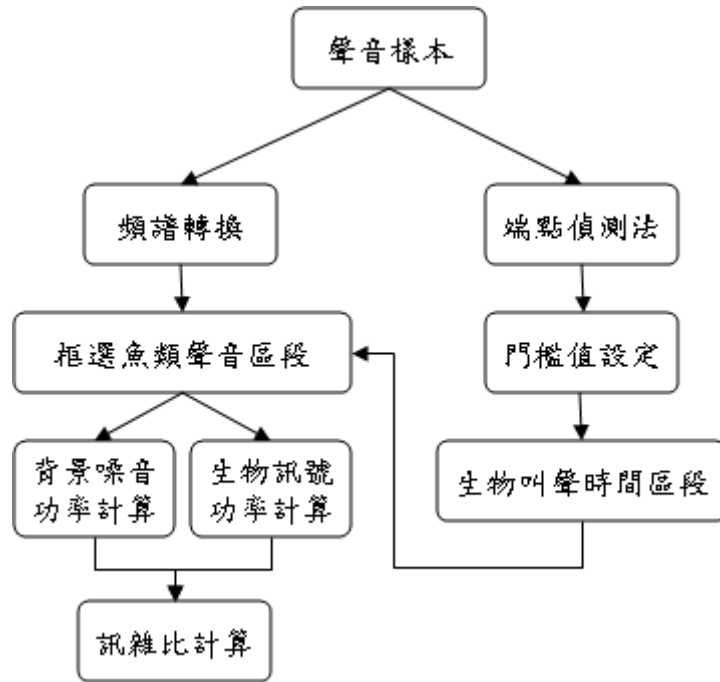 聲音樣本
頻譜轉換
端點偵測法
框選魚類聲音區段
門檻值設定
背景噪音
功率計算
生物訊號
功率計算
生物叫聲時間區段
訊雜比計算